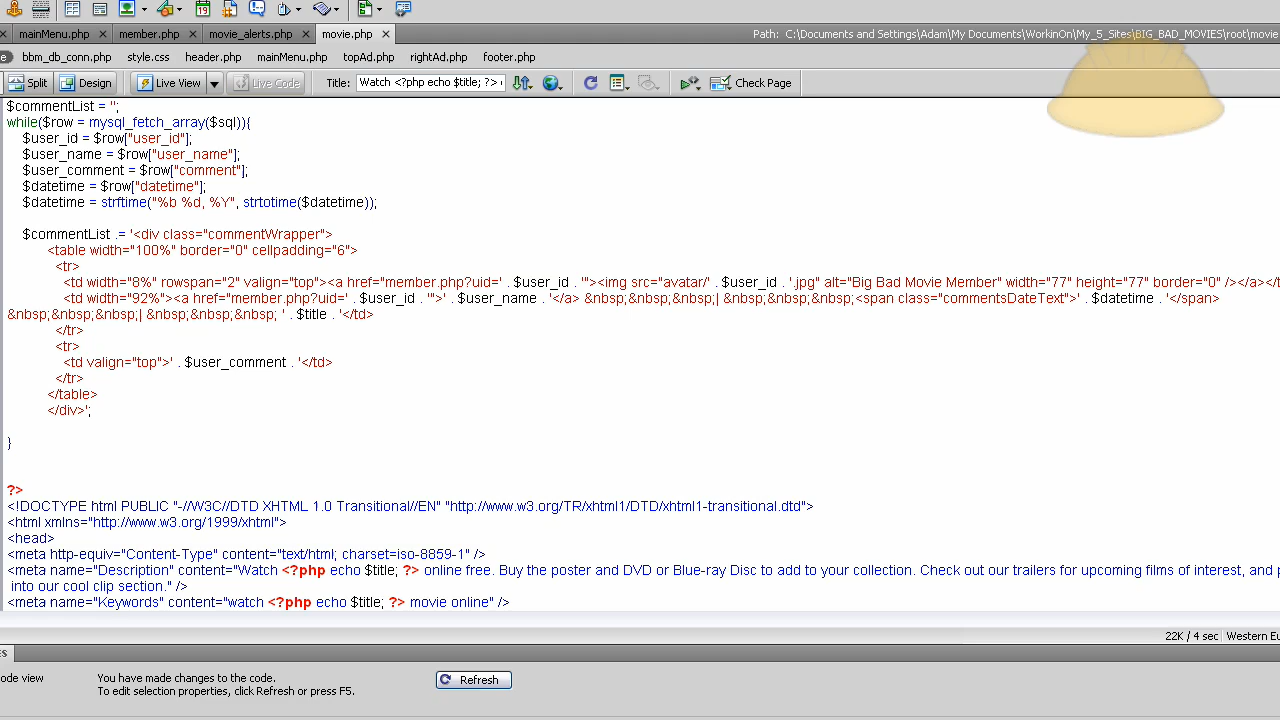 mainMenu.php × member.php × movie_alerts.php × movie.php × Path: C:\Documents and Settings\Adam\My Documents\WorkinOn\My_5_Sites\BIG_BAD_MOVIES\root\movie
bbm_db_conn.php style.css header.php mainMenu.php topAd.php rightAd.php footer.php
Split Design Live View Live Code Title: Watch <?php echo $title; ?> Check Page
$commentList = '';
while($row = mysql_fetch_array($sql)){
$user_id = $row["user_id"];
$user_name = $row["user_name"];
$user_comment = $row["comment"];
$datetime = $row["datetime"];
$datetime = strftime("%b %d, %Y", strtotime($datetime));
$commentList .= '<div class="commentWrapper">
<table width="100%" border="0" cellpadding="6">
<tr>
<td width="8%" rowspan="2" valign="top"><a href="member.php?uid=' . $user_id . '"><img src="avatar/' . $user_id . '.jpg" alt="Big Bad Movie Member" width="77" height="77" border="0" /></a></t
<td width="92%"><a href="member.php?uid=' . $user_id . '">' . $user_name . '</a> &nbsp;&nbsp;&nbsp;| &nbsp;&nbsp;&nbsp;<span class="commentsDateText">' . $datetime . '</span>
&nbsp;&nbsp;&nbsp;| &nbsp;&nbsp;&nbsp; ' . $title . '</td>
</tr>
<tr>
<td valign="top">' . $user_comment . '</td>
</tr>
</table>
</div>';
}
?>
<!DOCTYPE html PUBLIC "-//W3C//DTD XHTML 1.0 Transitional//EN" "http://www.w3.org/TR/xhtml1/DTD/xhtml1-transitional.dtd">
<html xmlns="http://www.w3.org/1999/xhtml">
<head>
<meta http-equiv="Content-Type" content="text/html; charset=iso-8859-1" />
<meta name="Description" content="Watch <?php echo $title; ?> online free. Buy the poster and DVD or Blue-ray Disc to add to your collection. Check out our trailers for upcoming films of interest, and p
into our cool clip section." />
<meta name="Keywords" content="watch <?php echo $title; ?> movie online" />
22K / 4 sec Western Eu
ES
ode view You have made changes to the code. Refresh
To edit selection properties, click Refresh or press F5.